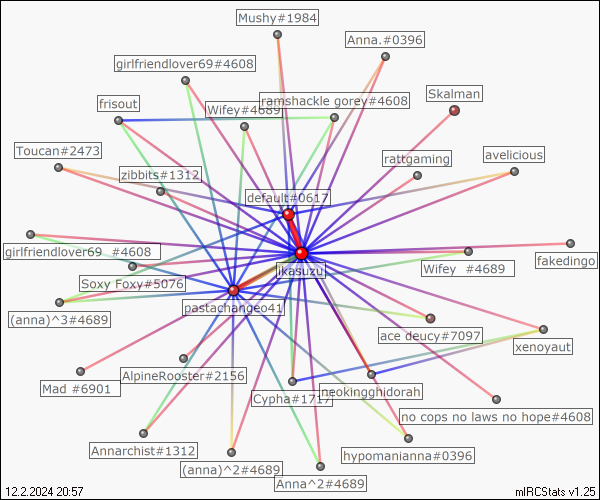 Mushy#1984
Anna.#0396
girlfriendlover69#4608
Skalman
frisout
Wifey#4689
ramshackle gorey#4608
Toucan#2473
rattgaming
avelicious
zibbits#1312
default#0617
girlfriendlover69 #4608
fakedingo
ikasuzu
Wifey #4689
Soxy Foxy#5076
pastachangeo41
(anna)^3#4689
ace deucy#7097
xenoyaut
AlpineRooster#2156
Mad #6901
Cypha#1717
neokingghidorah
no cops no laws no hope#4608
Annarchist#1312
hypomanianna#0396
(anna)^2#4689
Anna^2#4689
12.2.2024 20:57
mIRCStats v1.25